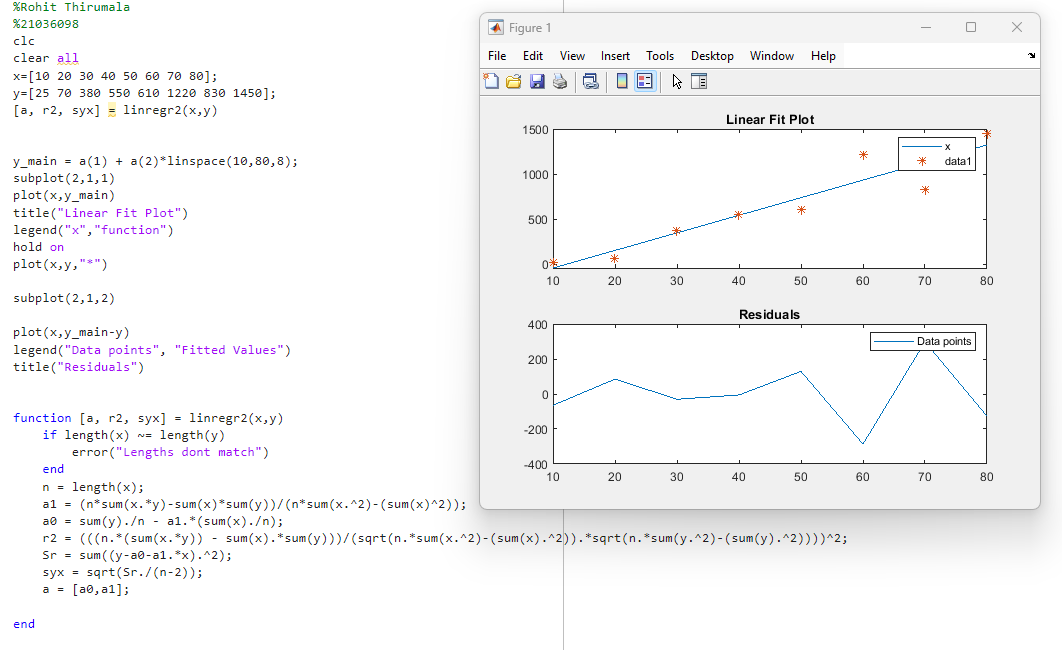 %Rohit Thirumala
%21036098
clc
clear all
x=[10 20 30 40 50 60 70 80];
y=[25 70 380 550 610 1220 830 1450];
[a, r2, syx] = linregr2(x,y)
y_main = a(1) + a(2)*linspace(10,80,8);
subplot(2,1,1)
plot(x,y_main)
title("Linear Fit Plot")
legend("x","function")
hold on
plot(x,y,"*")
subplot(2,1,2)
plot(x,y_main-y)
legend("Data points", "Fitted Values")
title("Residuals")
function [a, r2, syx] = linregr2(x,y)
if length(x) ~= length(y)
error("Lengths dont match")
end
n = length(x);
a1 = (n*sum(x.*y)-sum(x)*sum(y))/(n*sum(x.^2)-(sum(x)^2));
a0 = sum(y)./n - a1.*(sum(x)./n);
r2 = (((n.*(sum(x.*y)) - sum(x).*sum(y)))/(sqrt(n.*sum(x.^2)-(sum(x).^2)).*sqrt(n.*sum(y.^2)-(sum(y).^2))))^2;
Sr = sum((y-a0-a1.*x).^2);
syx = sqrt(Sr./(n-2));
a = [a0,a1];
end
Figure 1
File Edit View Insert Tools Desktop Window Help
Linear Fit Plot
1500
1000
500
0
10 20 30 40 50 60 70 80
x
data1
Residuals
400
200
0
-200
-400
10 20 30 40 50 60 70 80
Data points